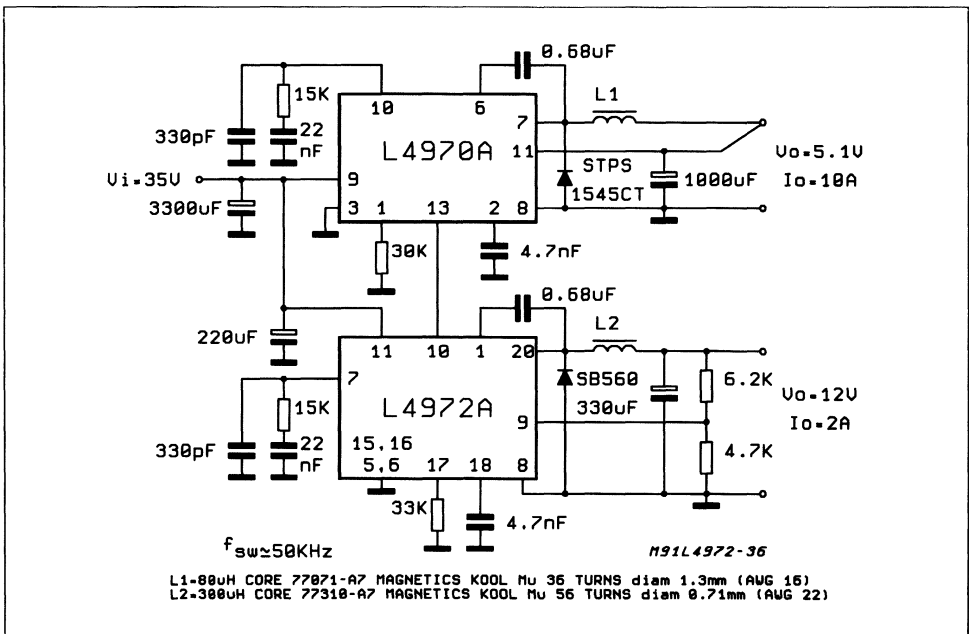 0.68uF
15K
10
6
L1
7
330pF
22
nF
L4970A
11
Vo=5.1V
STPS
1545CT
1000uF
Io=10A
Vi=35V
9
3300uF
3
1
13
2
8
30K
4.7nF
0.68uF
L2
220uF
11
10
1
20
7
SB560
6.2K
15K
L4972A
330uF
Vo=12V
Io=2A
9
330pF
22
nF
15,16
5,6
17
18
8
4.7K
33K
4.7nF
fsw≃50KHz
M91L4972-36
L1=80uH CORE 77071-A7 MAGNETICS KOOL Mu 36 TURNS diam 1.3mm (AWG 16)
L2=300uH CORE 77310-A7 MAGNETICS KOOL Mu 56 TURNS diam 0.71mm (AWG 22)